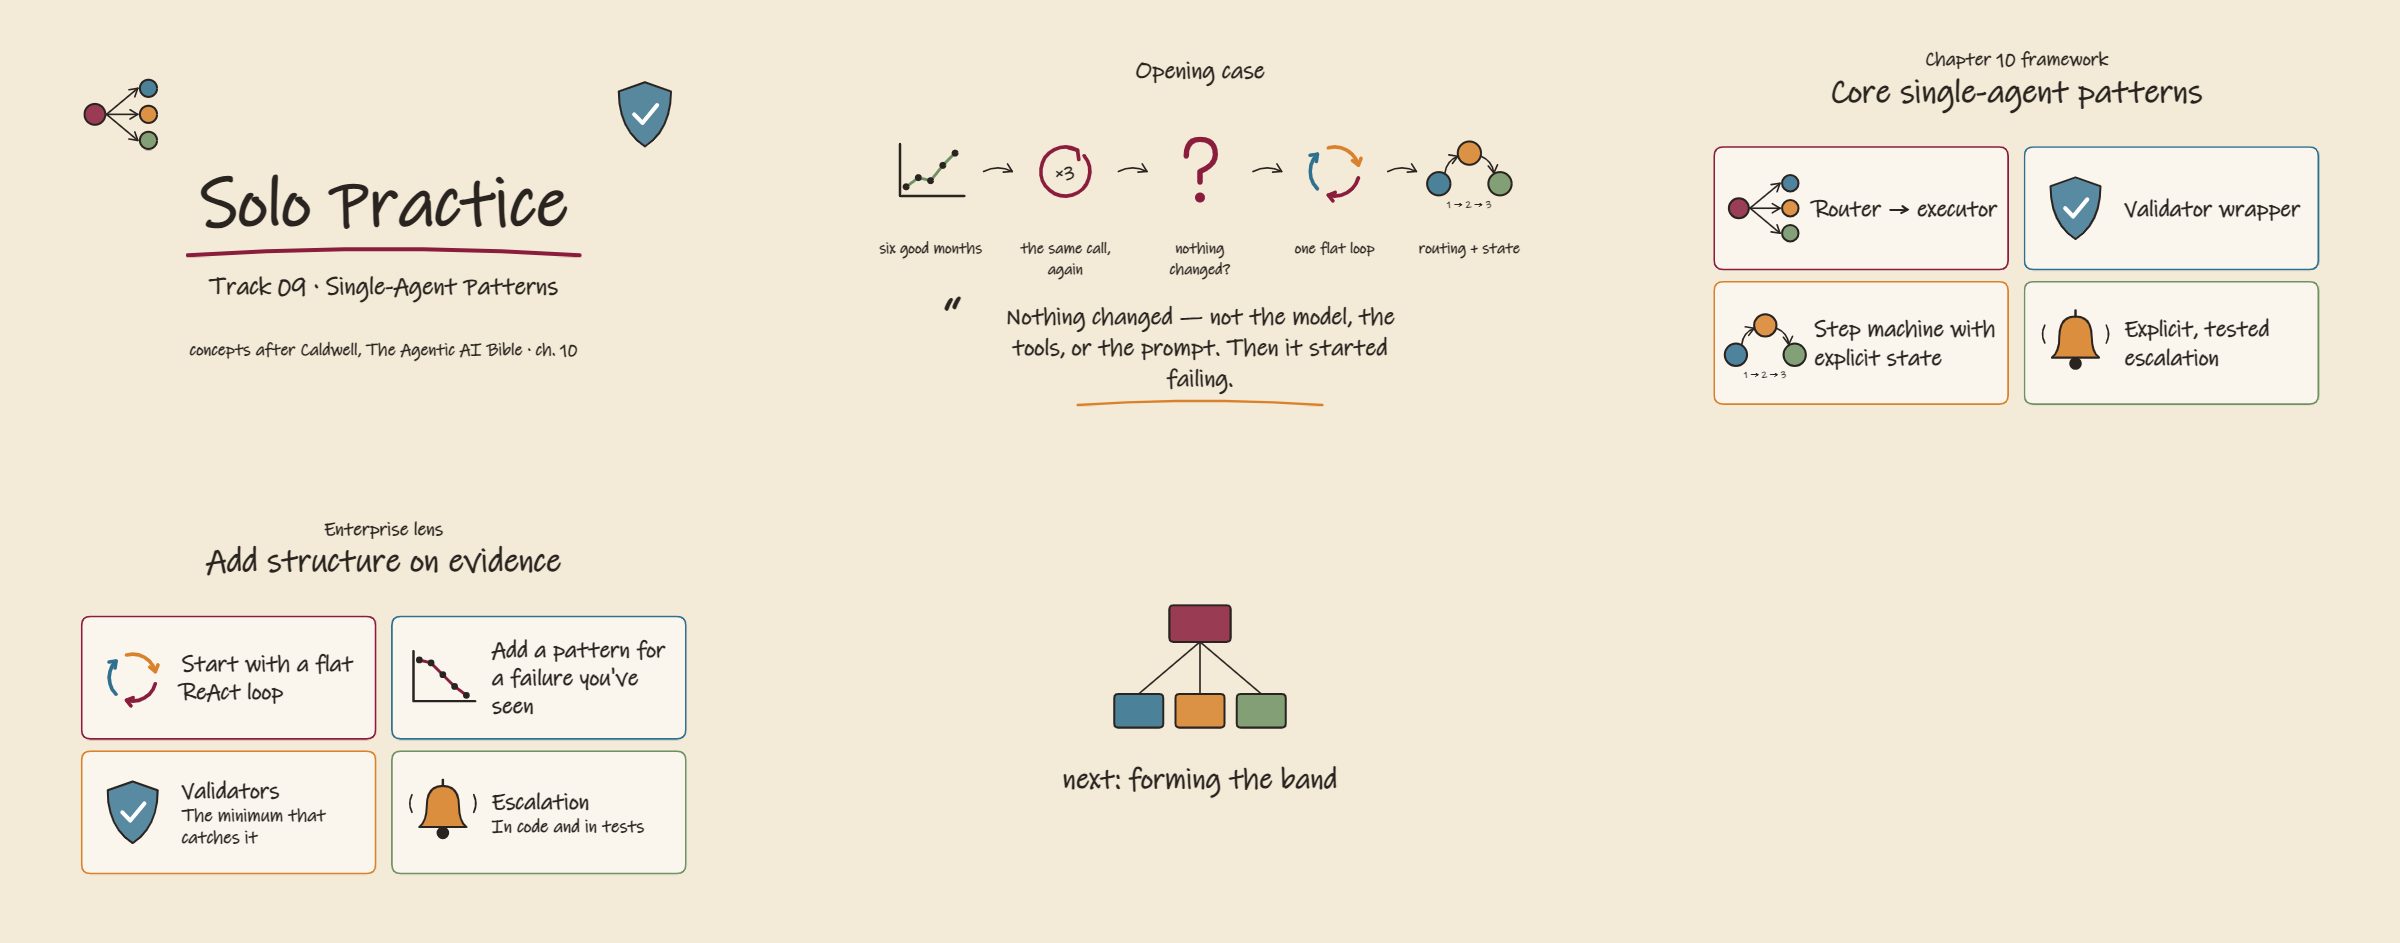 Solo Practice
Track 09 · Single-Agent Patterns
concepts after Caldwell, The Agentic AI Bible · ch. 10
Opening case
×3
1→2→3
six good months
the same call,
again
nothing
changed?
one flat loop
routing + state
“
Nothing changed — not the model, the
tools, or the prompt. Then it started
failing.
Chapter 10 framework
Core single-agent patterns
Router → executor
Validator wrapper
Step machine with
explicit state
1→2→3
Explicit, tested
escalation
Enterprise lens
Add structure on evidence
Start with a flat
ReAct loop
Add a pattern for
a failure you've
seen
Validators
The minimum that
catches it
Escalation
In code and in tests
next: forming the band